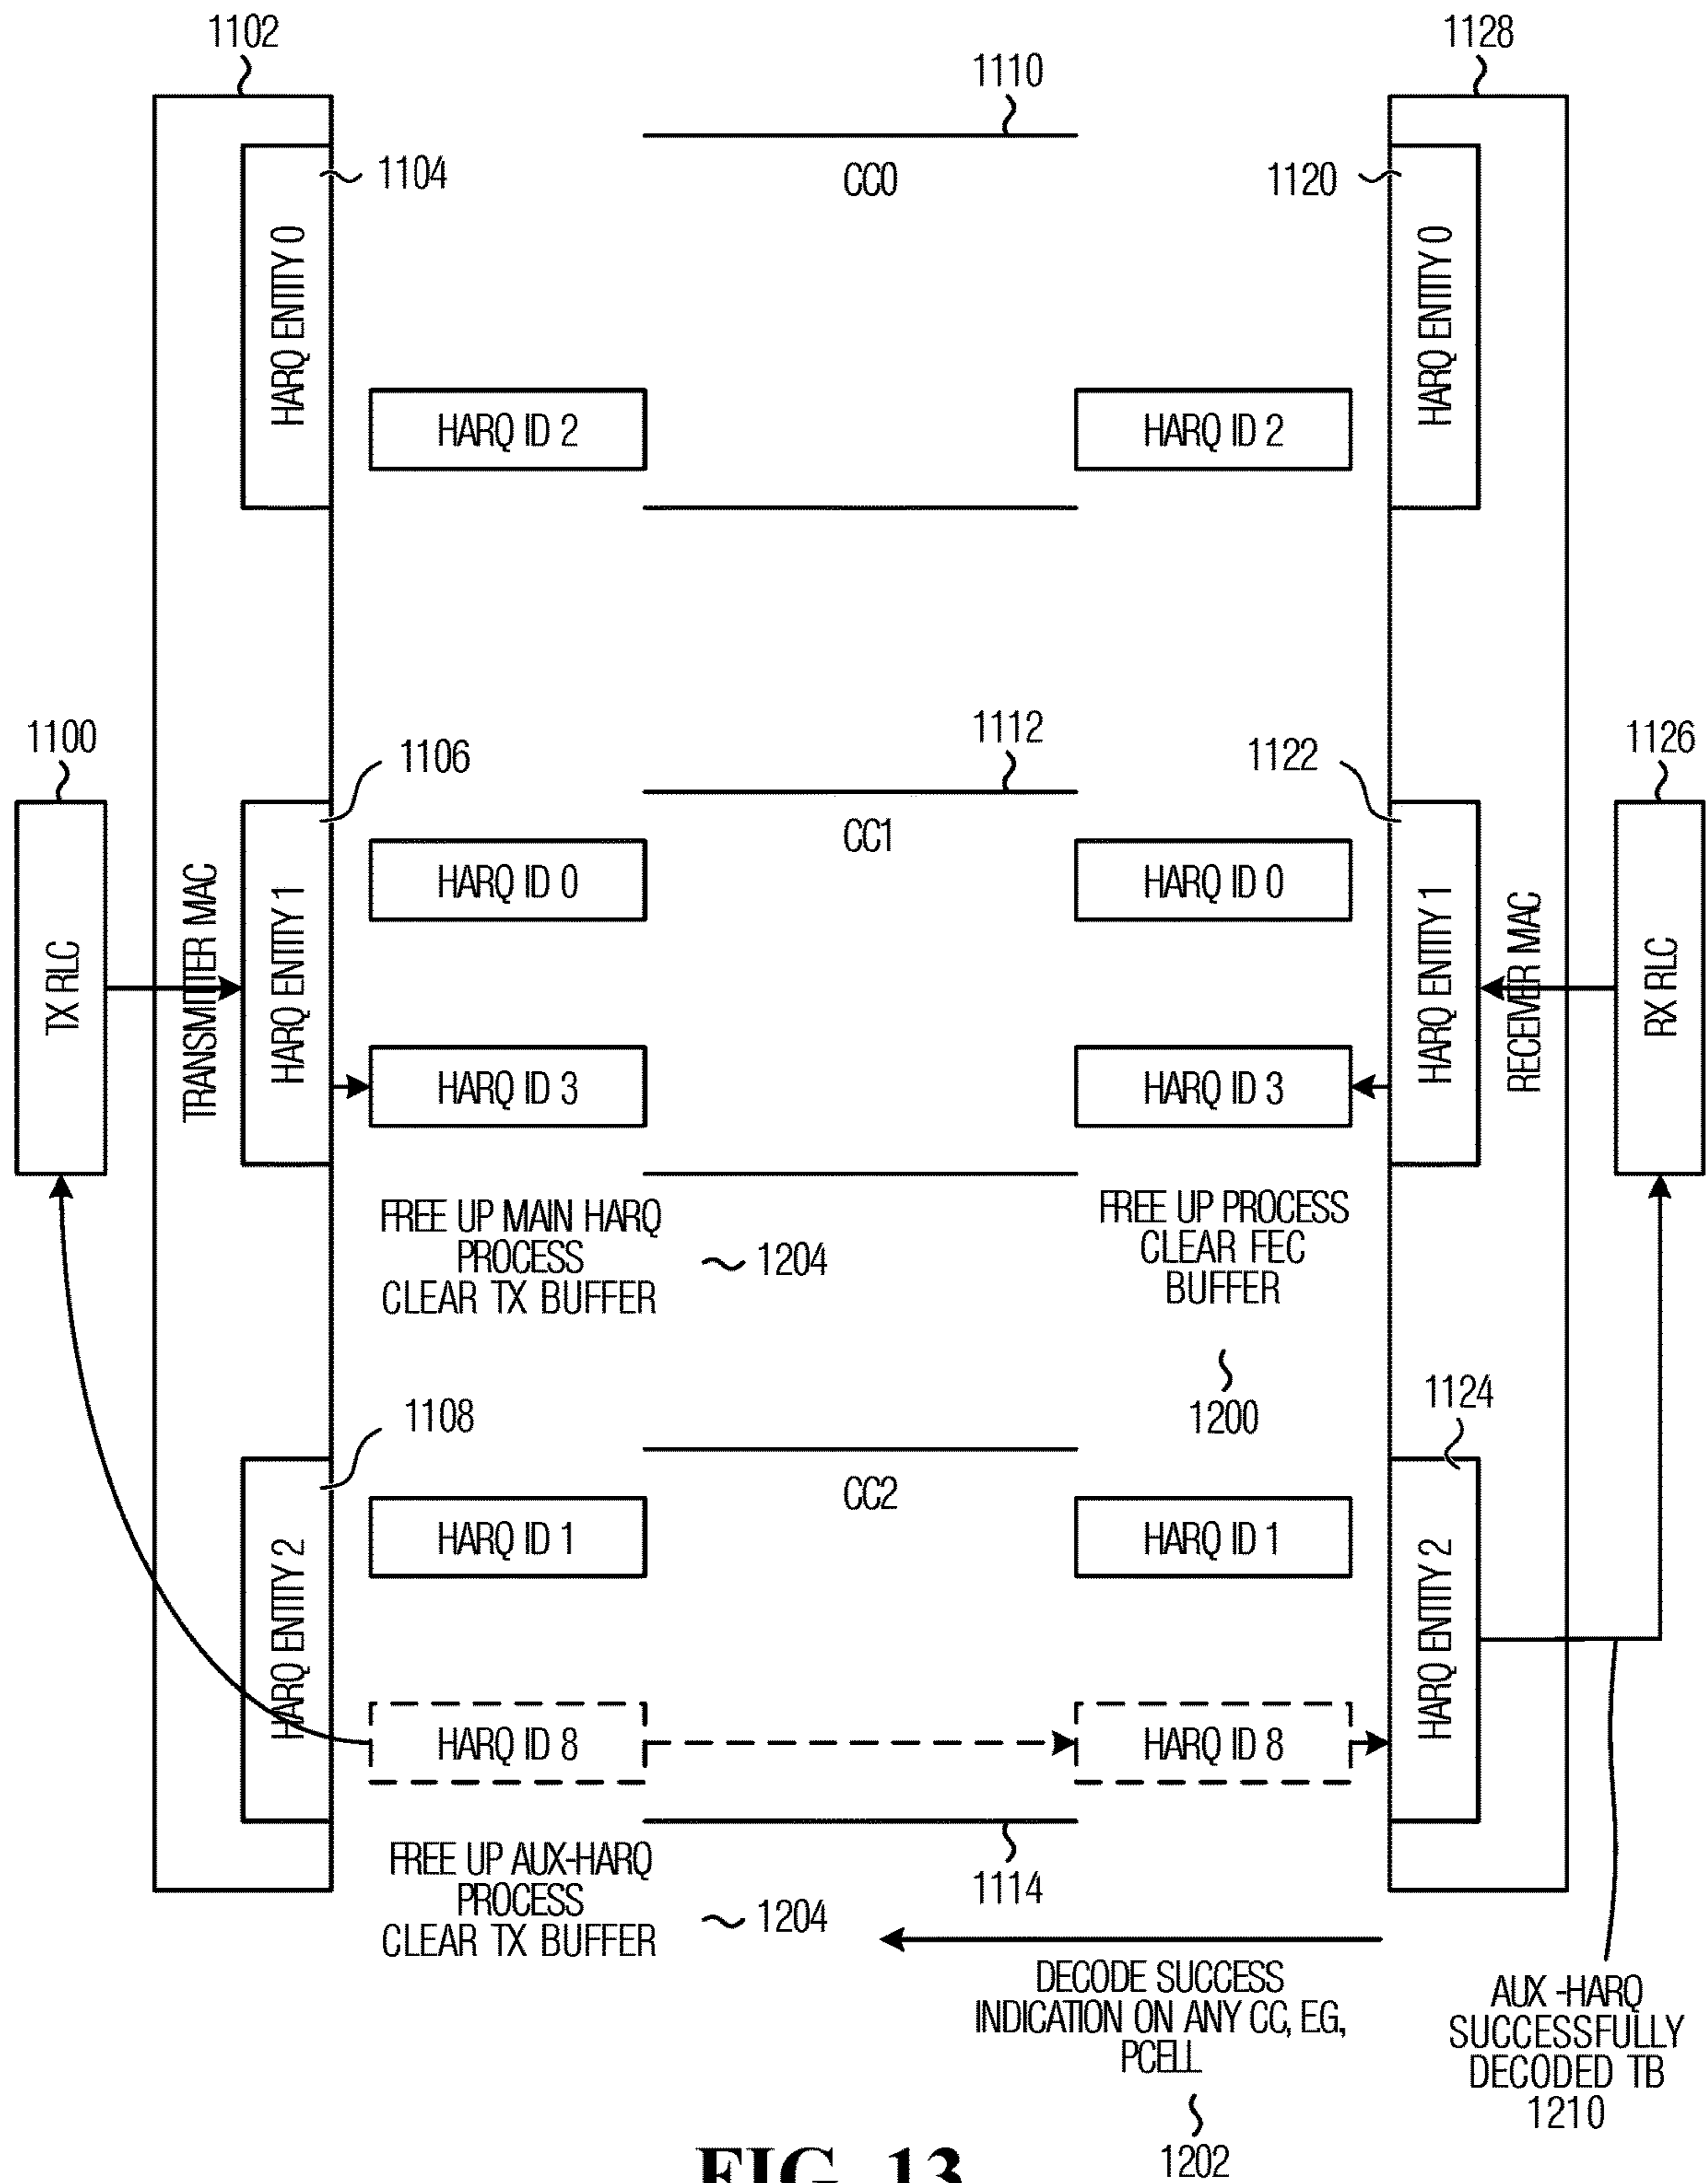 1102
1128
1110
1104
CC0
1120
HARQ ENTITY 0
HARQ ENTITY 0
HARQ ID 2
HARQ ID 2
1100
1106
1112
1122
1126
CC1
HARQ ID 0
HARQ ID 0
TX RLC
TRANSMITTER MAC
HARQ ENTITY 1
HARQ ENTITY 1
RECEIVER MAC
RX RLC
HARQ ID 3
HARQ ID 3
FREE UP MAIN HARQ
PROCESS
CLEAR TX BUFFER
1204
FREE UP PROCESS
CLEAR FEC
BUFFER
1200
1108
1124
CC2
HARQ ID 1
HARQ ID 1
HARQ ENTITY 2
HARQ ENTITY 2
HARQ ID 8
HARQ ID 8
1114
FREE UP AUX-HARQ
PROCESS
CLEAR TX BUFFER
1204
DECODE SUCCESS
INDICATION ON ANY CC, E.G.,
PCELL
1202
AUX -HARQ
SUCCESSFULLY
DECODED TB
1210
FIG. 13